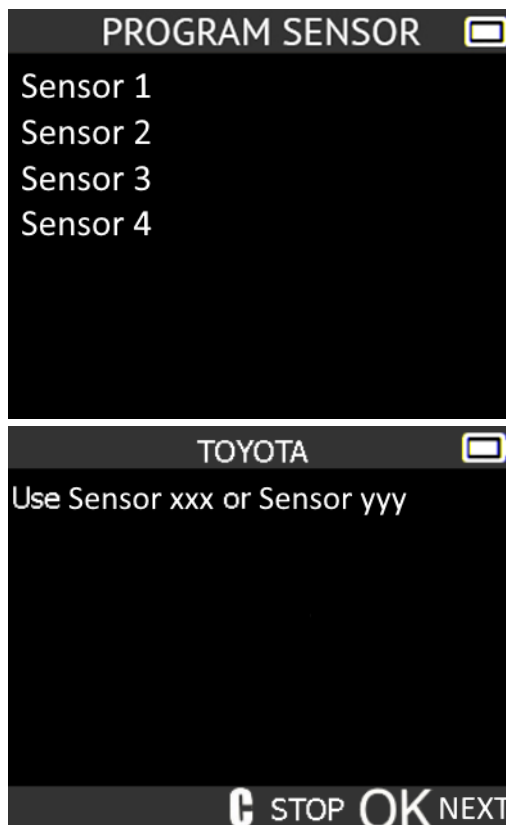 PROGRAM SENSOR
Sensor 1
Sensor 2
Sensor 3
Sensor 4
TOYOTA
Use Sensor xxx or Sensor yyy
C STOP OK NEXT